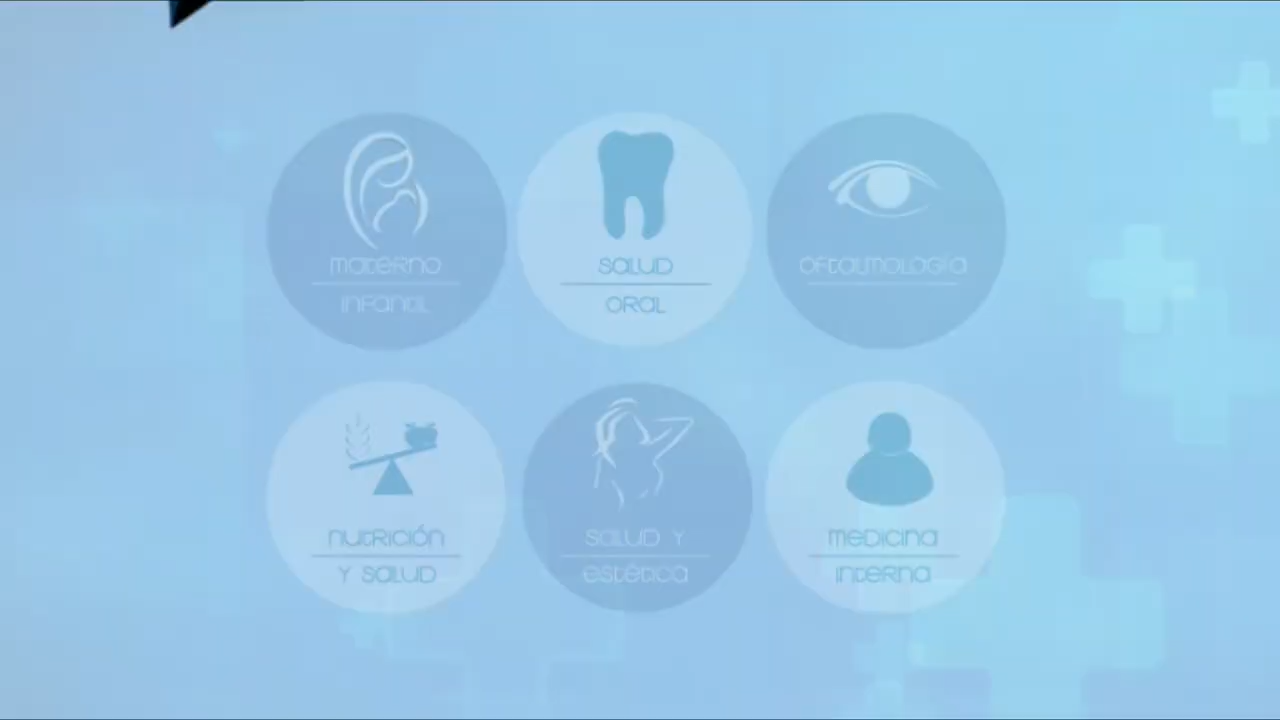 MATERNO
INFANTIL
SALUD
ORAL
OFTALMOLOGÍA
NUTRICIÓN
Y SALUD
SALUD Y
ESTÉTICA
MEDICINA
INTERNA